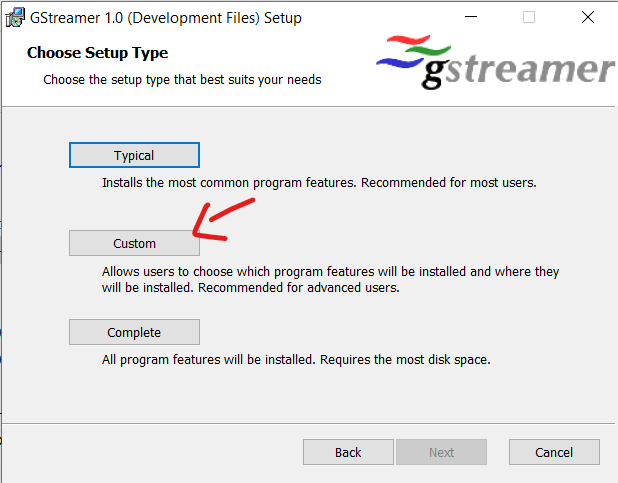 GStreamer 1.0 (Development Files) Setup
Choose Setup Type
Choose the setup type that best suits your needs
gstreamer
Typical
Installs the most common program features. Recommended for most users.
Custom
Allows users to choose which program features will be installed and where they
will be installed. Recommended for advanced users.
Complete
All program features will be installed. Requires the most disk space.
Back
Next
Cancel